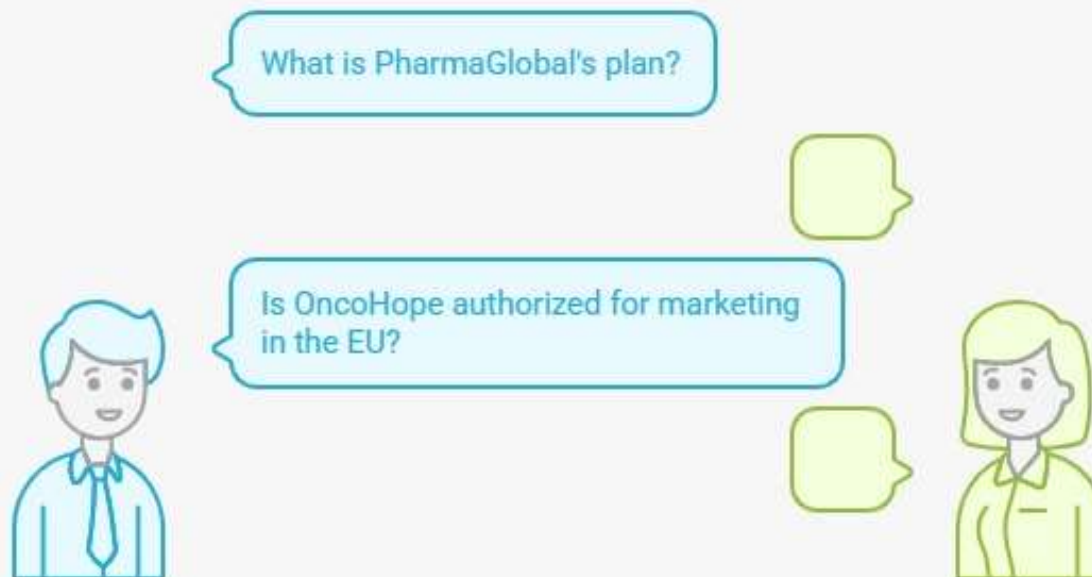 What is PharmaGlobal's plan?
Is OncoHope authorized for marketing
in the EU?